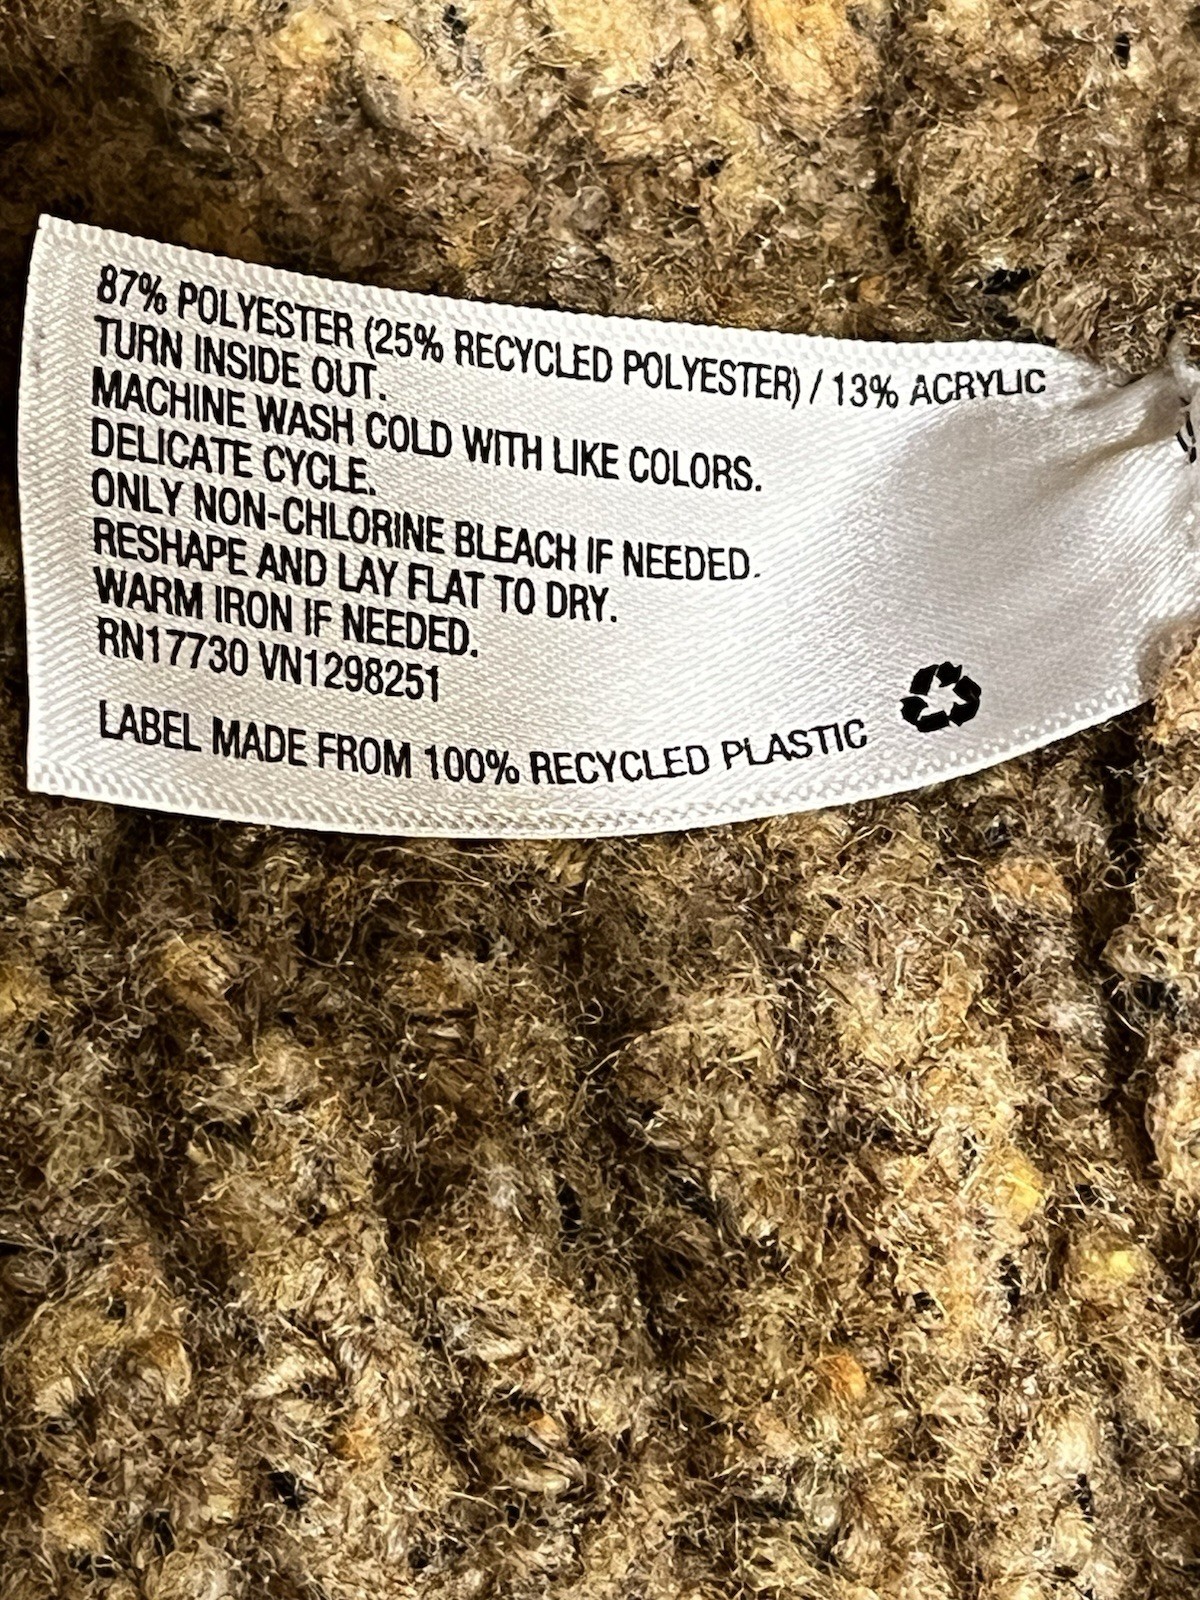 87% POLYESTER (25% RECYCLED POLYESTER) / 13% ACRYLIC
TURN INSIDE OUT.
MACHINE WASH COLD WITH LIKE COLORS.
DELICATE CYCLE.
ONLY NON-CHLORINE BLEACH IF NEEDED.
RESHAPE AND LAY FLAT TO DRY.
WARM IRON IF NEEDED.
RN17730 VN1298251
LABEL MADE FROM 100% RECYCLED PLASTIC